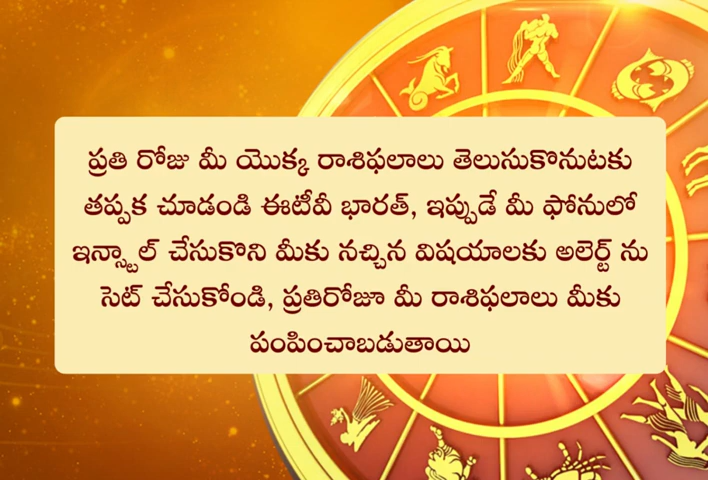 ప్రతి రోజు మీ యొక్క రాశిఫలాలు తెలుసుకొనుటకు
తప్పక చూడండి ఈటీవీ భారత్, ఇప్పుడే మీ ఫోనులో
ఇన్స్టాల్ చేసుకొని మీకు నచ్చిన విషయాలకు అలెర్ట్ ను
సెట్ చేసుకోండి, ప్రతిరోజూ మీ రాశిఫలాలు మీకు
పంపించాబడుతాయి